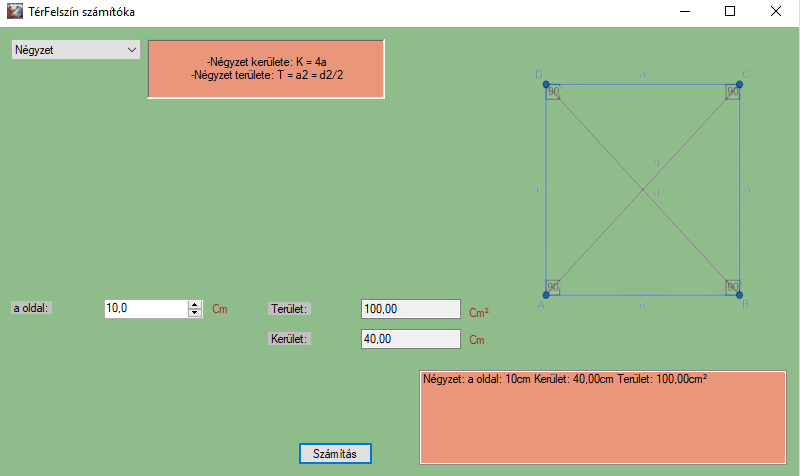 TérFelszín számítóka
Négyzet
-Négyzet kerülete: K = 4a
-Négyzet területe: T = a2 = d2/2
D a C
90 90
d
a a
d
90 90
A a B
a oldal: 10,0 Cm Terület: 100,00 Cm²
Kerület: 40,00 Cm
Négyzet: a oldal: 10cm Kerület: 40,00cm Terület: 100,00cm²
Számítás